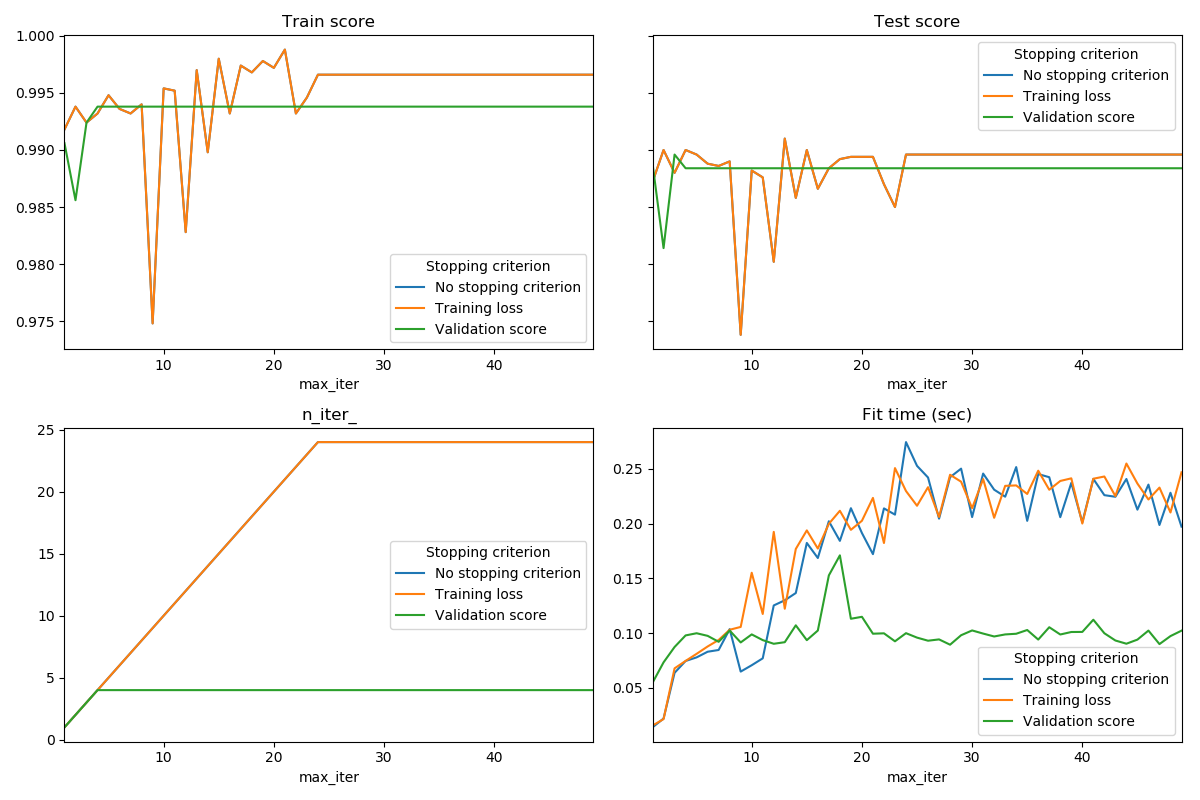 Train score
1.000
0.995
0.990
0.985
0.980
0.975
Stopping criterion
No stopping criterion
Training loss
Validation score
10
20
30
40
max_iter
Test score
Stopping criterion
No stopping criterion
Training loss
Validation score
10
20
30
40
max_iter
n_iter_
25
20
15
10
5
0
Stopping criterion
No stopping criterion
Training loss
Validation score
10
20
30
40
max_iter
Fit time (sec)
0.25
0.20
0.15
0.10
0.05
Stopping criterion
No stopping criterion
Training loss
Validation score
10
20
30
40
max_iter